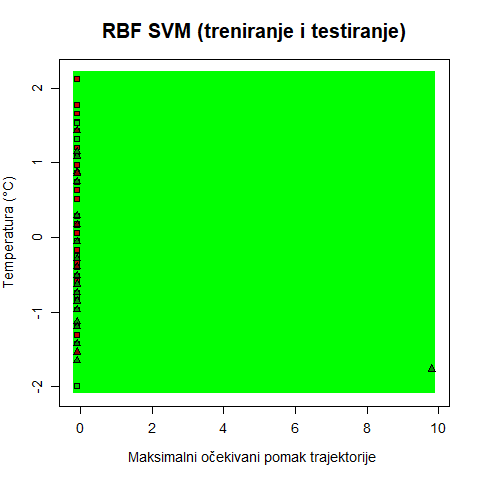 RBF SVM (treniranje i testiranje)
Temperatura (°C)
2
1
0
-1
-2
0 2 4 6 8 10
Maksimalni očekivani pomak trajektorije